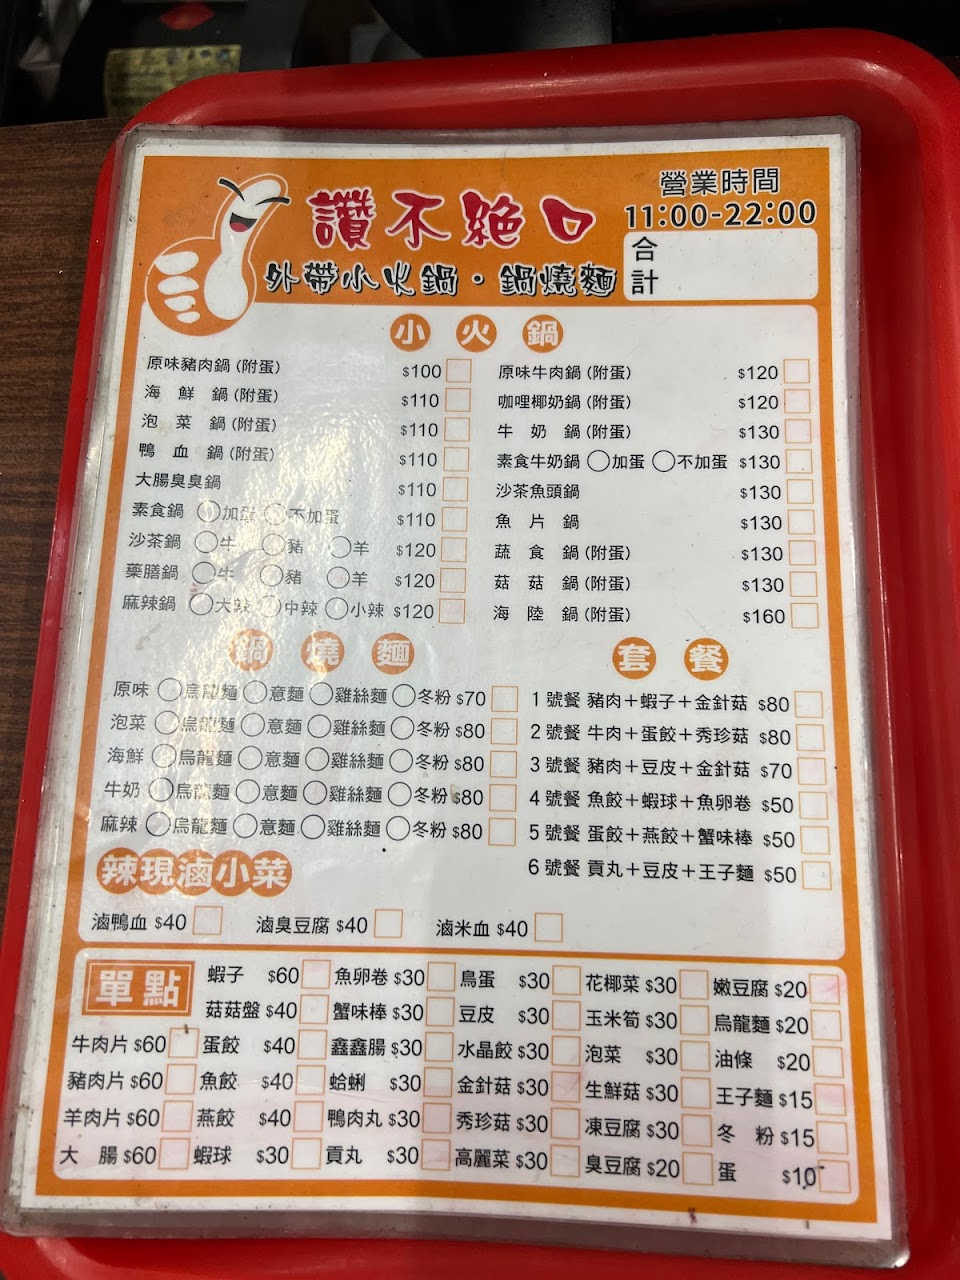 讚不絕口
營業時間
11:00-22:00
外帶小火鍋・鍋燒麵
合計
小火鍋
原味豬肉鍋(附蛋) $100
海鮮鍋(附蛋) $110
泡菜鍋(附蛋) $110
鴨血鍋(附蛋) $110
大腸臭臭鍋 $110
素食鍋 加蛋 不加蛋 $110
沙茶鍋 牛 豬 羊 $120
藥膳鍋 牛 豬 羊 $120
麻辣鍋 大辣 中辣 小辣 $120
原味牛肉鍋(附蛋) $120
咖哩椰奶鍋(附蛋) $120
牛奶鍋(附蛋) $130
素食牛奶鍋 加蛋 不加蛋 $130
沙茶魚頭鍋 $130
魚片鍋 $130
蔬食鍋(附蛋) $130
菇菇鍋(附蛋) $130
海陸鍋(附蛋) $160
鍋燒麵
原味 烏龍麵 意麵 雞絲麵 冬粉 $70
泡菜 烏龍麵 意麵 雞絲麵 冬粉 $80
海鮮 烏龍麵 意麵 雞絲麵 冬粉 $80
牛奶 烏龍麵 意麵 雞絲麵 冬粉 $80
麻辣 烏龍麵 意麵 雞絲麵 冬粉 $80
套餐
1號餐 豬肉+蝦子+金針菇 $80
2號餐 牛肉+蛋餃+秀珍菇 $80
3號餐 豬肉+豆皮+金針菇 $70
4號餐 魚餃+蝦球+魚卵卷 $50
5號餐 蛋餃+燕餃+蟹味棒 $50
6號餐 貢丸+豆皮+王子麵 $50
辣現滷小菜
滷鴨血 $40 滷臭豆腐 $40 滷米血 $40
單點
蝦子 $60 魚卵卷 $30 鳥蛋 $30 花椰菜 $30 嫩豆腐 $20
菇菇盤 $40 蟹味棒 $30 豆皮 $30 玉米筍 $30 烏龍麵 $20
牛肉片 $60 蛋餃 $40 鑫鑫腸 $30 水晶餃 $30 泡菜 $30 油條 $20
豬肉片 $60 魚餃 $40 蛤蜊 $30 金針菇 $30 生鮮菇 $30 王子麵 $15
羊肉片 $60 燕餃 $40 鴨肉丸 $30 秀珍菇 $30 凍豆腐 $30 冬粉 $15
大腸 $60 蝦球 $30 貢丸 $30 高麗菜 $30 臭豆腐 $20 蛋 $10